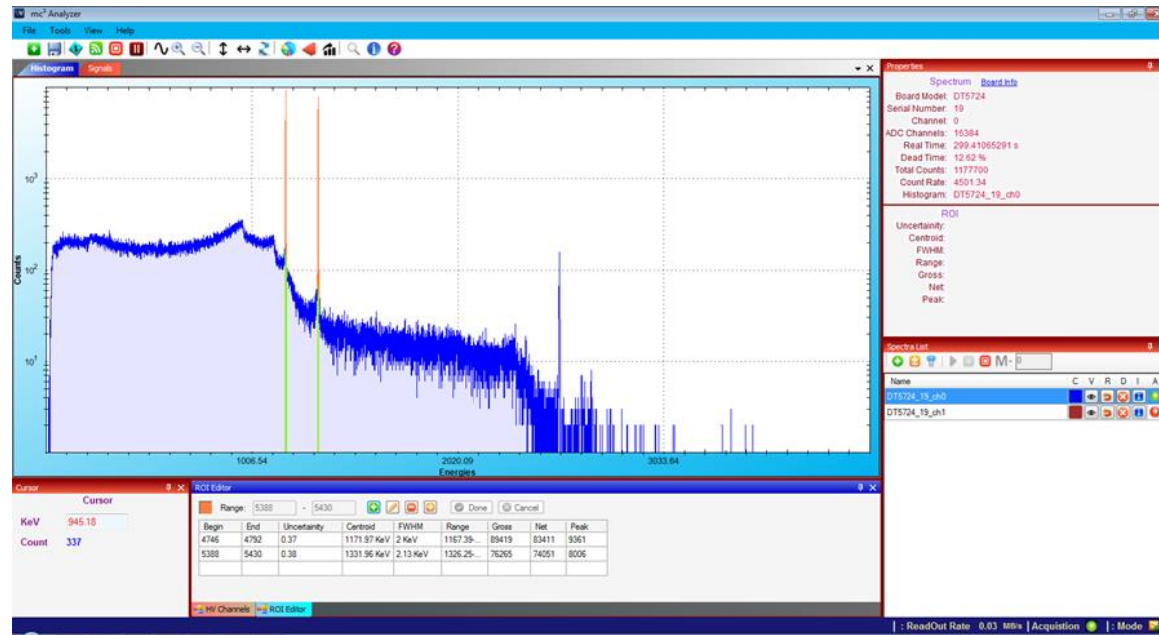 mc² Analyzer
File Tools View Help
Histogram Signals
10³
10²
10¹
Counts
1006.54 2020.09 3033.64
Energies
Properties
Spectrum Board Info
Board Model: DT5724
Serial Number: 19
Channel: 0
ADC Channels: 16384
Real Time: 299.41065291 s
Dead Time: 12.62 %
Total Counts: 1177700
Count Rate: 4501.34
Histogram: DT5724_19_ch0
ROI
Uncertainity:
Centroid:
FWHM:
Range:
Gross:
Net:
Peak:
Spectra List
M- 0
Name C V R D I A
DT5724_19_ch0
DT5724_19_ch1
Cursor
Cursor
KeV 945.18
Count 337
ROI Editor
Range: 5388 - 5430 Done Cancel
Begin End Uncertainty Centroid FWHM Range Gross Net Peak
4746 4792 0.37 1171.97 KeV 2 KeV 1167.39-... 89419 83411 9361
5388 5430 0.38 1331.96 KeV 2.13 KeV 1326.25-... 76265 74051 8006
HV Channels ROI Editor
| : ReadOut Rate 0.03 MB/s | Acquistion | : Mode